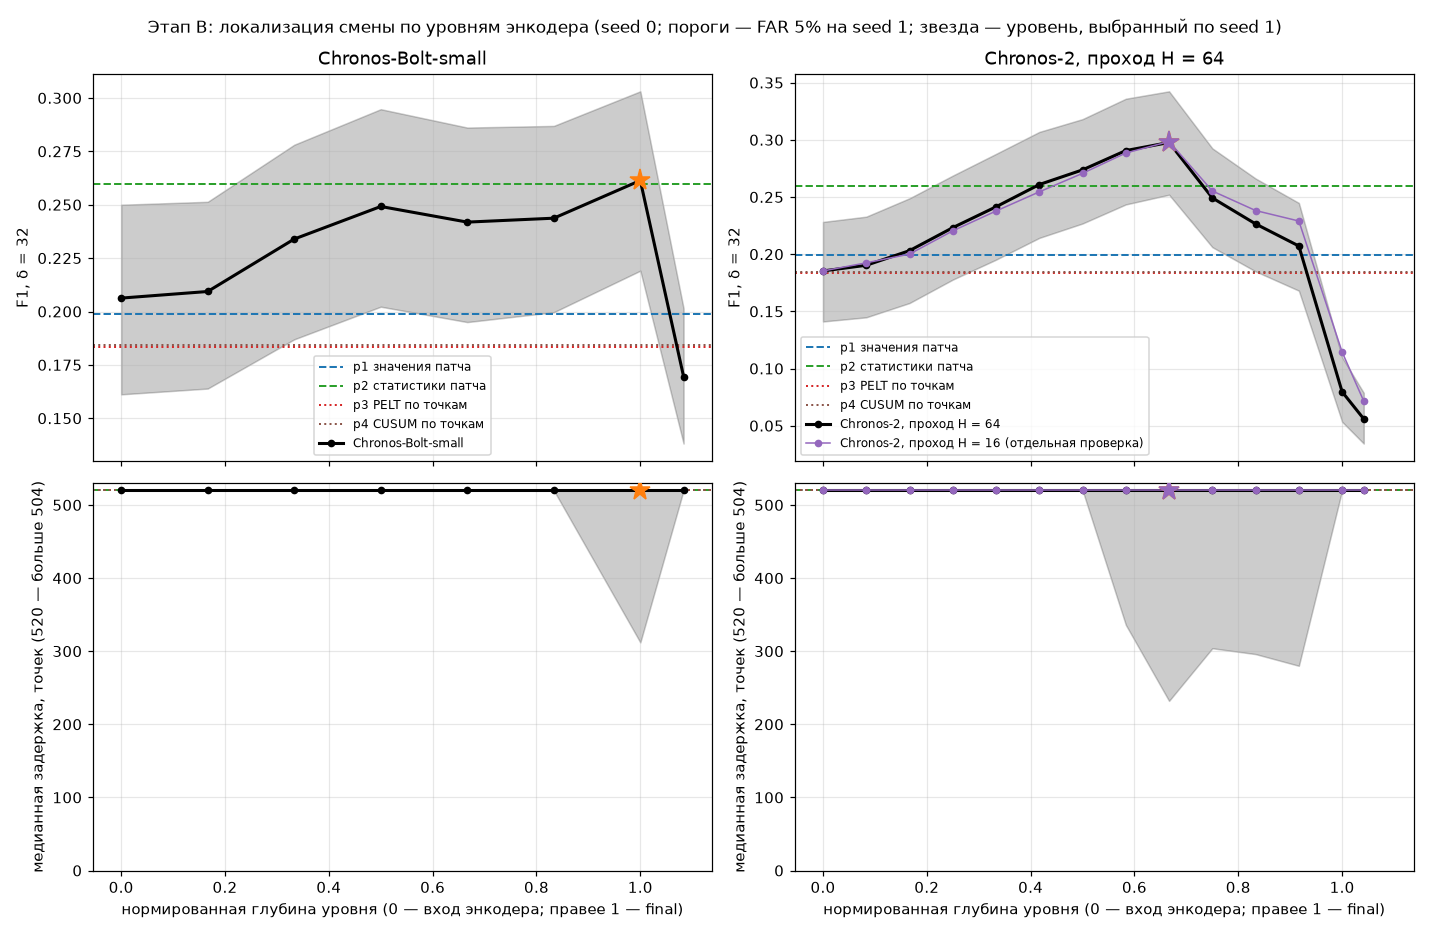 Этап B: локализация смены по уровням энкодера (seed 0; пороги — FAR 5% на seed 1; звезда — уровень, выбранный по seed 1)
Chronos-Bolt-small
0.300
0.275
0.250
0.225
0.200
0.175
0.150
F1, δ = 32
p1 значения патча
p2 статистики патча
p3 PELT по точкам
p4 CUSUM по точкам
Chronos-Bolt-small
Chronos-2, проход H = 64
0.35
0.30
0.25
0.20
0.15
0.10
0.05
F1, δ = 32
p1 значения патча
p2 статистики патча
p3 PELT по точкам
p4 CUSUM по точкам
Chronos-2, проход H = 64
Chronos-2, проход H = 16 (отдельная проверка)
500
400
300
200
100
0
медианная задержка, точек (520 — больше 504)
0.0 0.2 0.4 0.6 0.8 1.0
нормированная глубина уровня (0 — вход энкодера; правее 1 — final)
500
400
300
200
100
0
медианная задержка, точек (520 — больше 504)
0.0 0.2 0.4 0.6 0.8 1.0
нормированная глубина уровня (0 — вход энкодера; правее 1 — final)